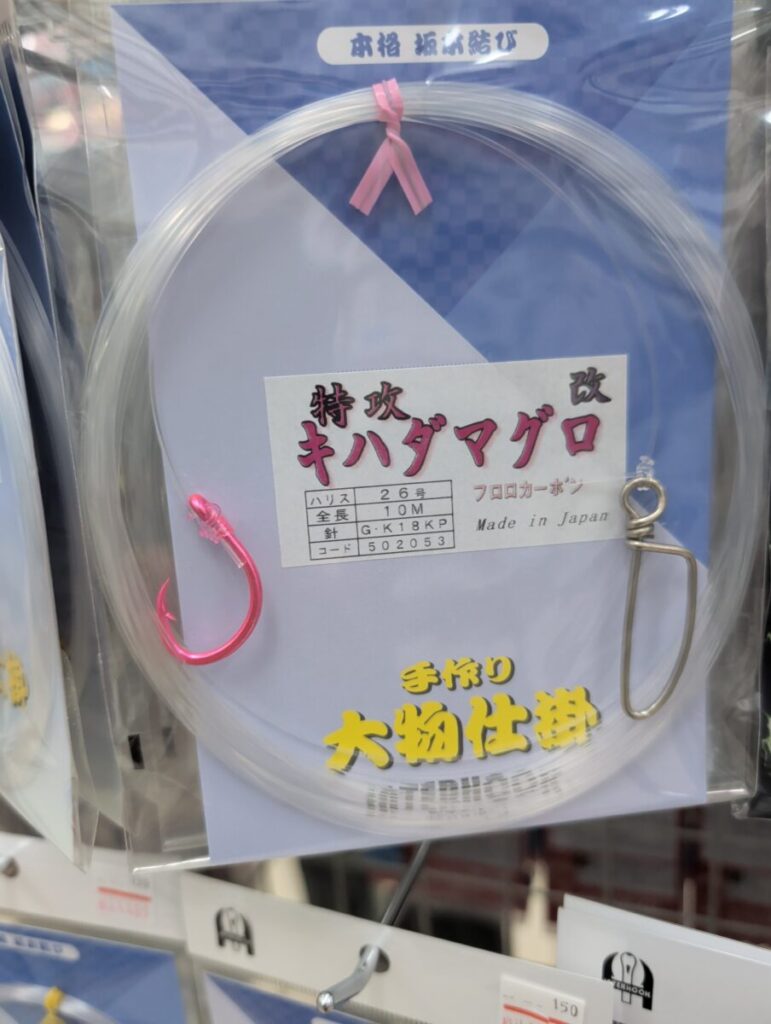 本格 坂本結び
特攻 改
キハダマグロ
ハリス 26号
全長 10M
針 G-K18KP
コード 502053
フロロカーボン
Made in Japan
手作り
大物仕掛
INTERHOOK
INTERHOOK
150